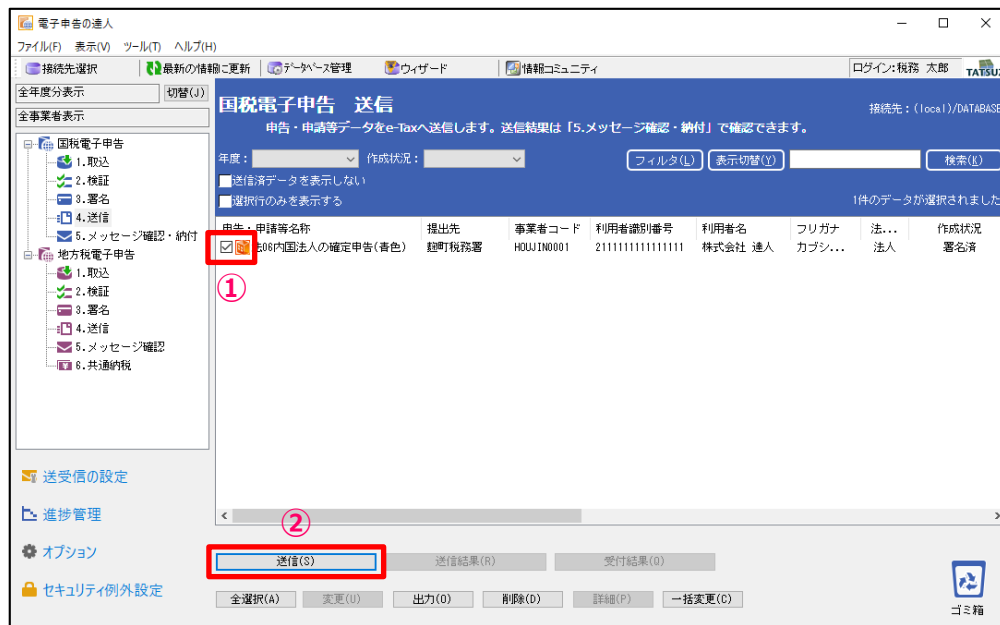 電子申告の達人
ファイル(F) 表示(V) ツール(T) ヘルプ(H)
接続先選択 最新の情報に更新 データベース管理 ウィザード 情報コミュニティ ログイン:税務 太郎
全年度分表示 切替(J)
全事業者表示
国税電子申告
1.取込
2.検証
3.署名
4.送信
5.メッセージ確認・納付
地方税電子申告
1.取込
2.検証
3.署名
4.送信
5.メッセージ確認
6.共通納税
送受信の設定
進捗管理
オプション
セキュリティ例外設定
国税電子申告 送信
接続先:(local)/DATABASE
申告・申請等データをe-Taxへ送信します。送信結果は「5.メッセージ確認・納付」で確認できます。
年度: 作成状況: フィルタ(L) 表示切替(Y) 検索(K)
送信済データを表示しない
選択行のみを表示する 1件のデータが選択されました
申告・申請等名称 提出先 事業者コード 利用者識別番号 利用者名 フリガナ 法... 作成状況
法06内国法人の確定申告(青色) 麹町税務署 HOUJIN0001 2111111111111111 株式会社 達人 カブシ... 法人 署名済
①
②
送信(S) 送信結果(R) 受付結果(O)
全選択(A) 変更(U) 出力(O) 削除(D) 詳細(P) 一括変更(C)
ゴミ箱